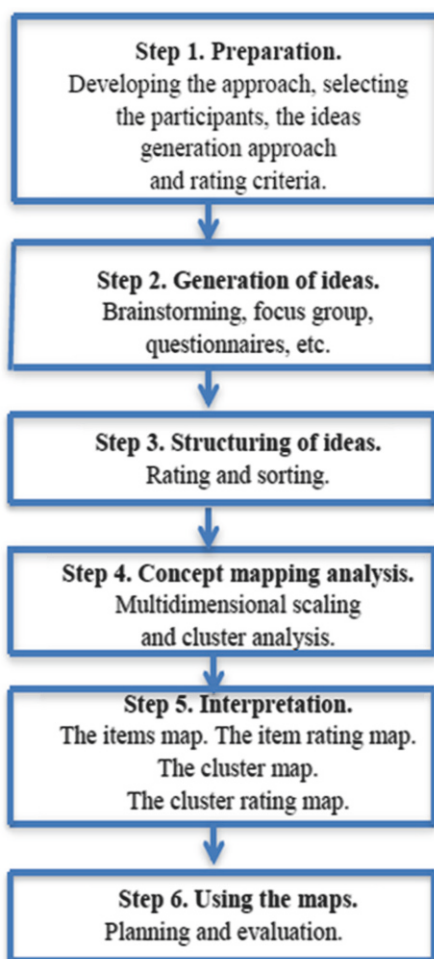 Step 1. Preparation.
Developing the approach, selecting
the participants, the ideas
generation approach
and rating criteria.
Step 2. Generation of ideas.
Brainstorming, focus group,
questionnaires, etc.
Step 3. Structuring of ideas.
Rating and sorting.
Step 4. Concept mapping analysis.
Multidimensional scaling
and cluster analysis.
Step 5. Interpretation.
The items map. The item rating map.
The cluster map.
The cluster rating map.
Step 6. Using the maps.
Planning and evaluation.